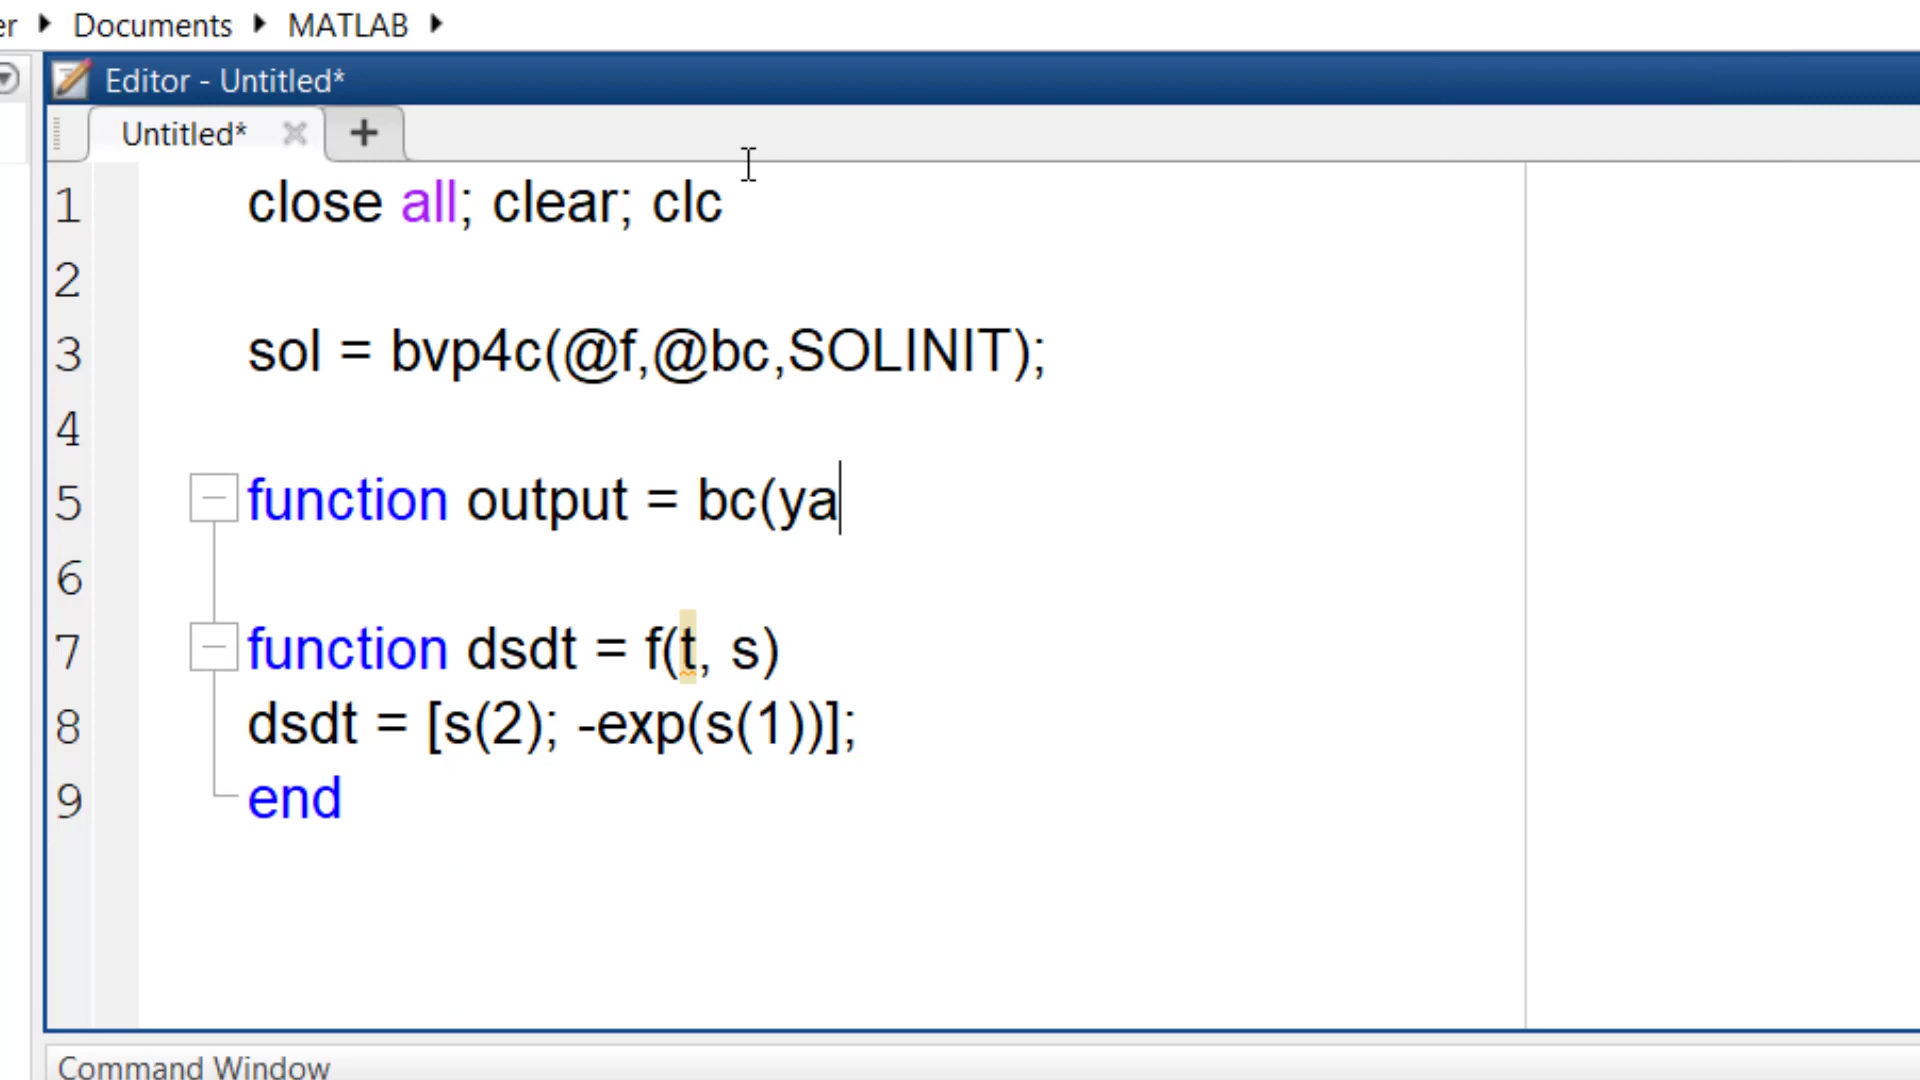 er Documents MATLAB
Editor - Untitled*
Untitled*
1 close all; clear; clc
2
3 sol = bvp4c(@f,@bc,SOLINIT);
4
5 function output = bc(ya
6
7 function dsdt = f(t, s)
8 dsdt = [s(2); -exp(s(1))];
9 end
Command Window